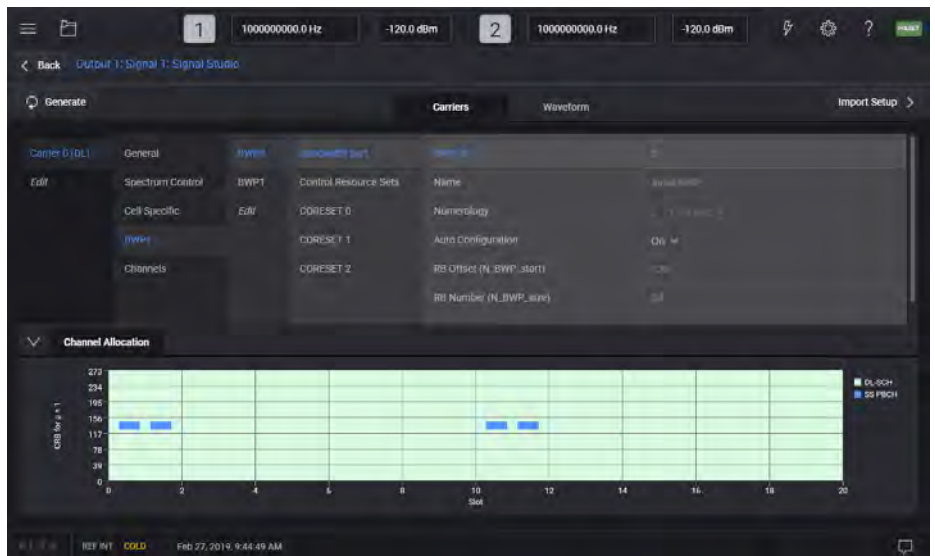 1 1000000000.0 Hz -120.0 dBm 2 1000000000.0 Hz -120.0 dBm ?
Back Output 1: Signal 1: Signal Studio
Generate Carriers Waveform Import Setup
Carrier 0 (DL) General BWP0 Bandwidth part
Edit Spectrum Control BWP1 Control Resource Sets Name
Cell Specific Edit CORESET 0 Numerology
CORESET 1 Auto Configuration On
Channels CORESET 2 RB Offset (N_BWP_start)
RB Number (N_BWP_size)
Channel Allocation
CRB for μ = 1
273
234
195
156
117
78
39
0
0 2 4 6 8 10 12 14 16 18 20
Slot
DL-SCH
SS PBCH
REF INT COLD Feb 27, 2019, 9:44:49 AM